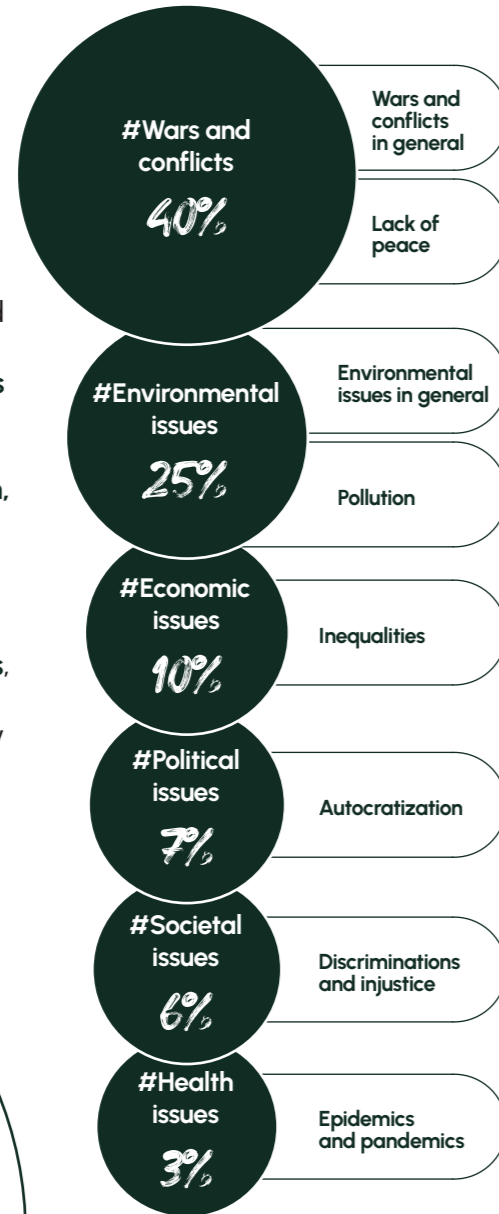 #Wars and
conflicts
40%
Wars and
conflicts
in general
Lack of
peace
#Environmental
issues
25%
Environmental
issues in general
Pollution
#Economic
issues
10%
Inequalities
#Political
issues
7%
Autocratization
#Societal
issues
6%
Discriminations
and injustice
#Health
issues
3%
Epidemics
and pandemics